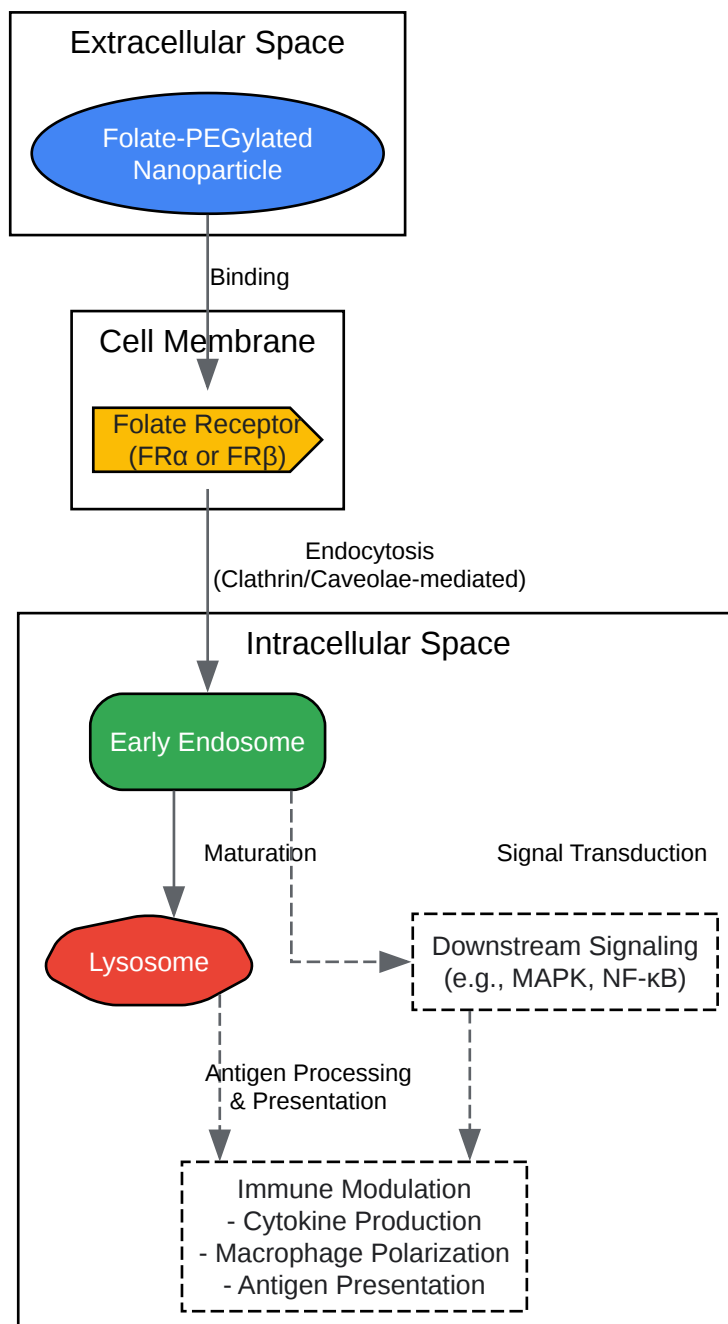 Extracellular Space
Folate-PEGylated
Nanoparticle
Binding
Cell Membrane
Folate Receptor
(FRα or FRβ)
Endocytosis
(Clathrin/Caveolae-mediated)
Intracellular Space
Early Endosome
Maturation
Signal Transduction
Lysosome
Downstream Signaling
(e.g., MAPK, NF-κB)
Antigen Processing
& Presentation
Immune Modulation
- Cytokine Production
- Macrophage Polarization
- Antigen Presentation